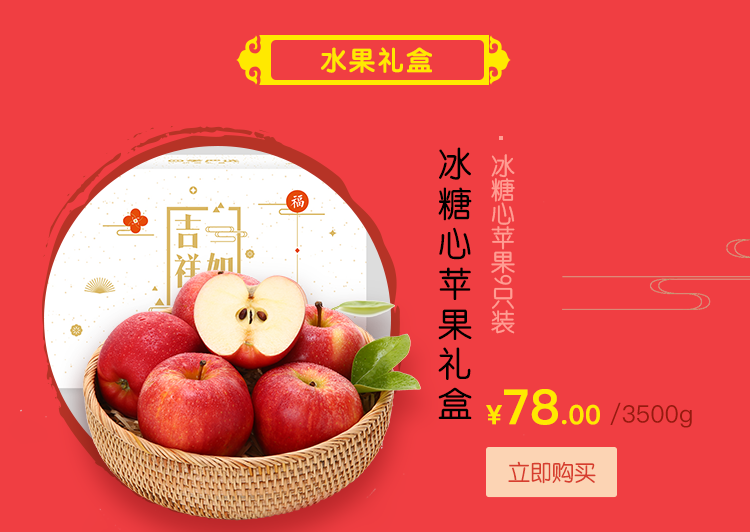 水果礼盒
冰糖心苹果礼盒
冰糖心苹果9只装
福
吉祥
如
¥78.00 /3500g
立即购买